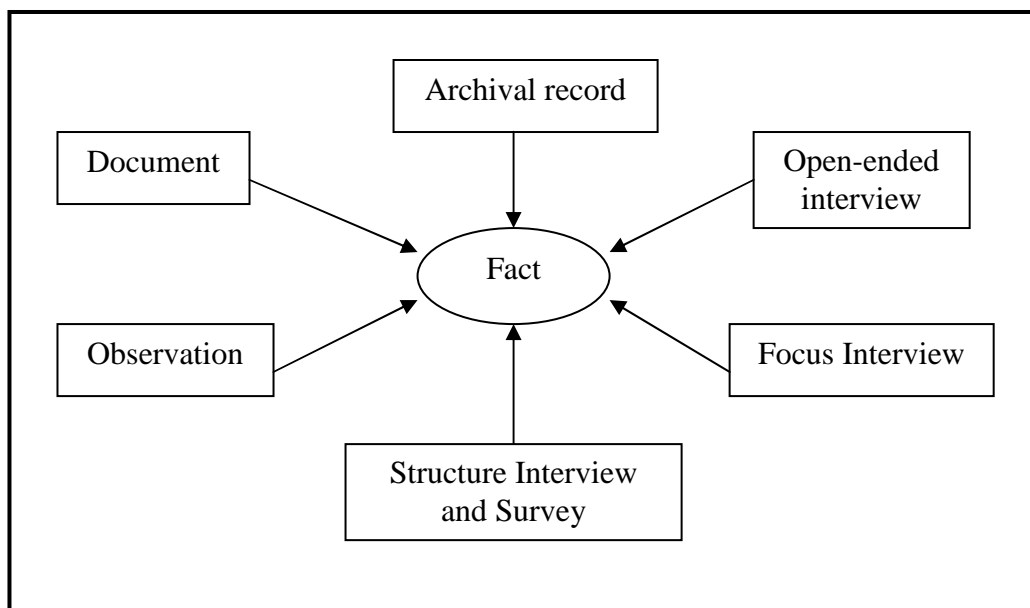 Archival record
Document
Open-ended
interview
Fact
Observation
Focus Interview
Structure Interview
and Survey